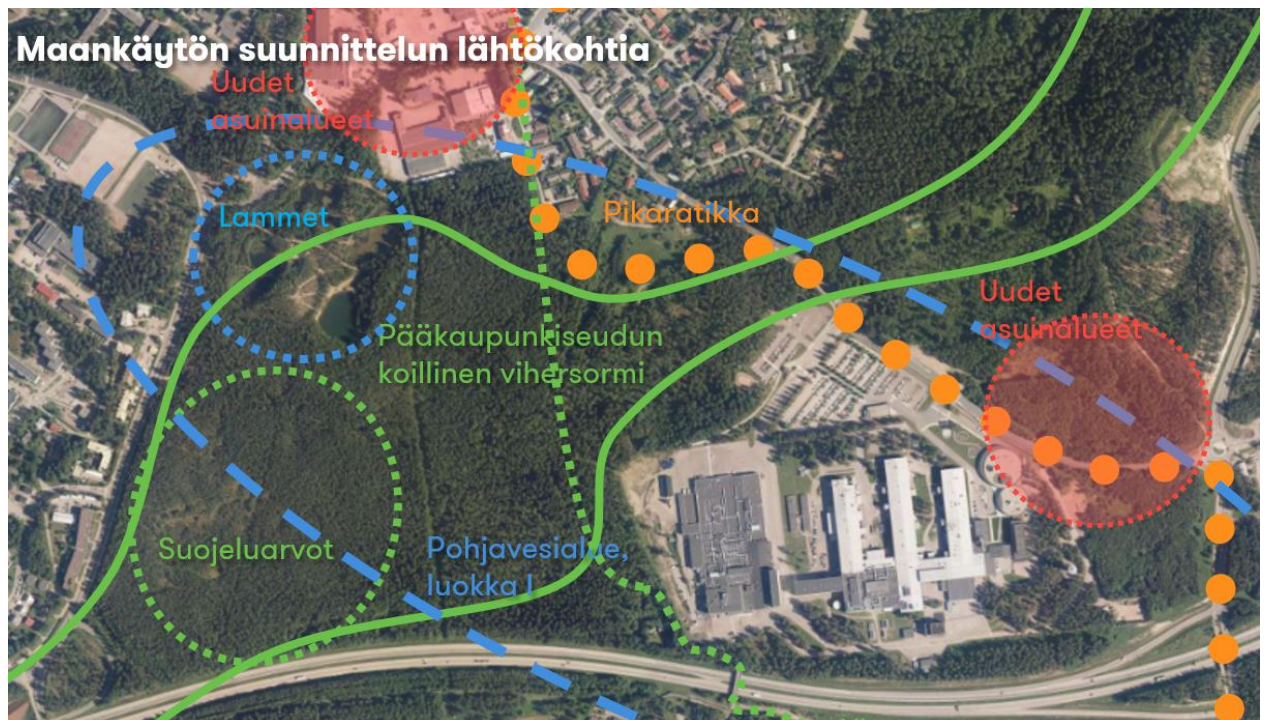 Maankäytön suunnittelun lähtökohtia
Uudet
asuinalueet
Lammet
Pikaratikka
Uudet
asuinalueet
Pääkaupunkiseudun
koillinen vihersormi
Suojeluarvot
Pohjavesialue,
luokka I